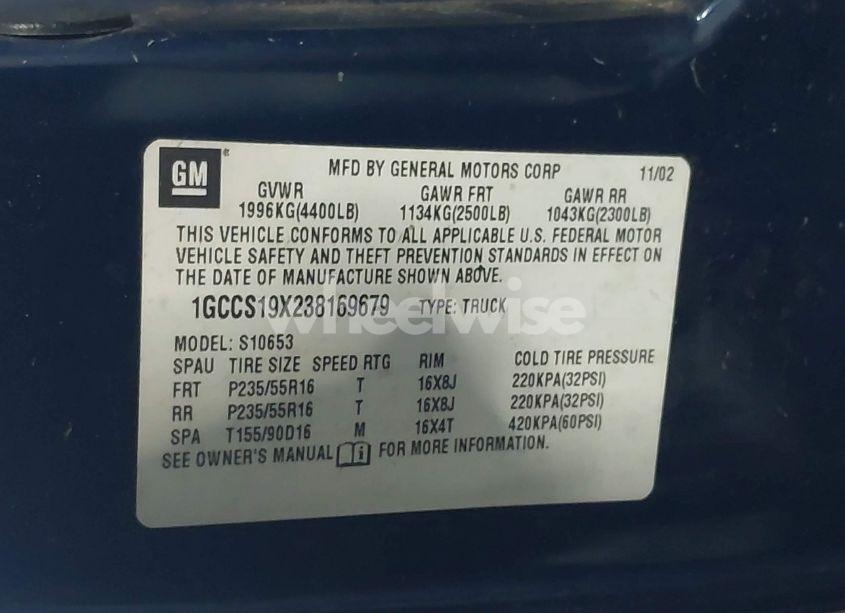 GM
MFD BY GENERAL MOTORS CORP 11/02
GVWR GAWR FRT GAWR RR
1996KG(4400LB) 1134KG(2500LB) 1043KG(2300LB)
THIS VEHICLE CONFORMS TO ALL APPLICABLE U.S. FEDERAL MOTOR
VEHICLE SAFETY AND THEFT PREVENTION STANDARDS IN EFFECT ON
THE DATE OF MANUFACTURE SHOWN ABOVE.
1GCCS19X238169679 TYPE: TRUCK
wheelwise
MODEL: S10653
SPAU TIRE SIZE SPEED RTG RIM COLD TIRE PRESSURE
FRT P235/55R16 T 16X8J 220KPA(32PSI)
RR P235/55R16 T 16X8J 220KPA(32PSI)
SPA T155/90D16 M 16X4T 420KPA(60PSI)
SEE OWNER'S MANUAL FOR MORE INFORMATION.